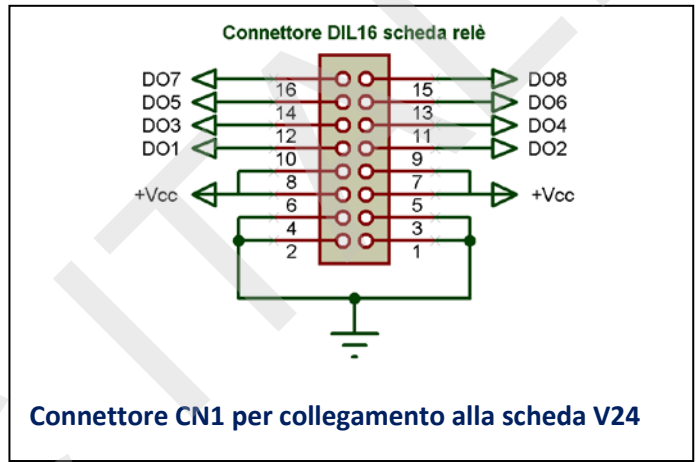 Connettore DIL16 scheda relè
DO7 16 15 DO8
DO5 14 13 DO6
DO3 12 11 DO4
DO1 10 9 DO2
8 7
+Vcc 6 5 +Vcc
4 3
2 1
Connettore CN1 per collegamento alla scheda V24